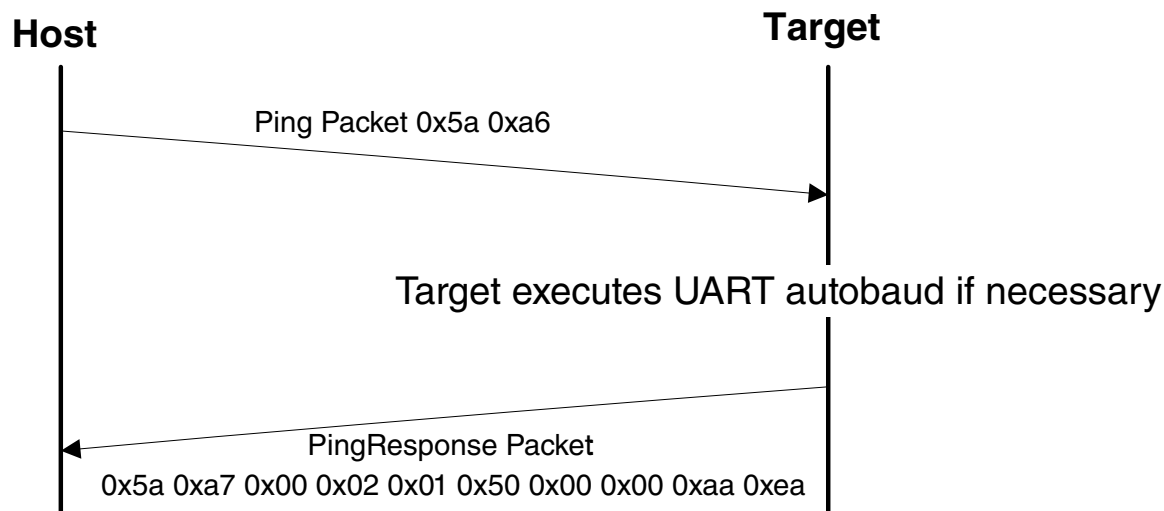 Host
Target
Ping Packet 0x5a 0xa6
Target executes UART autobaud if necessary
PingResponse Packet
0x5a 0xa7 0x00 0x02 0x01 0x50 0x00 0x00 0xaa 0xea